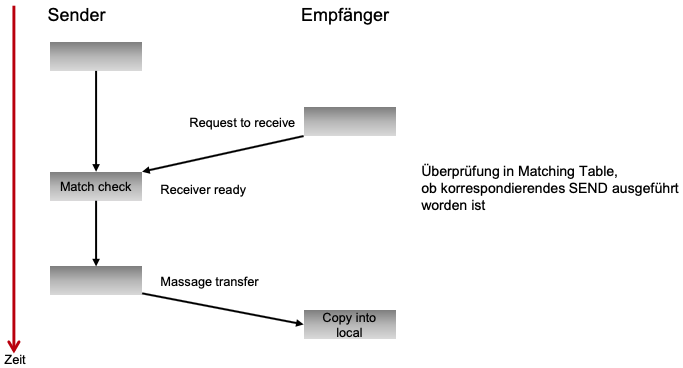 Sender
Empfänger
Request to receive
Match check
Receiver ready
Überprüfung in Matching Table,
ob korrespondierendes SEND ausgeführt
worden ist
Massage transfer
Copy into
local
Zeit